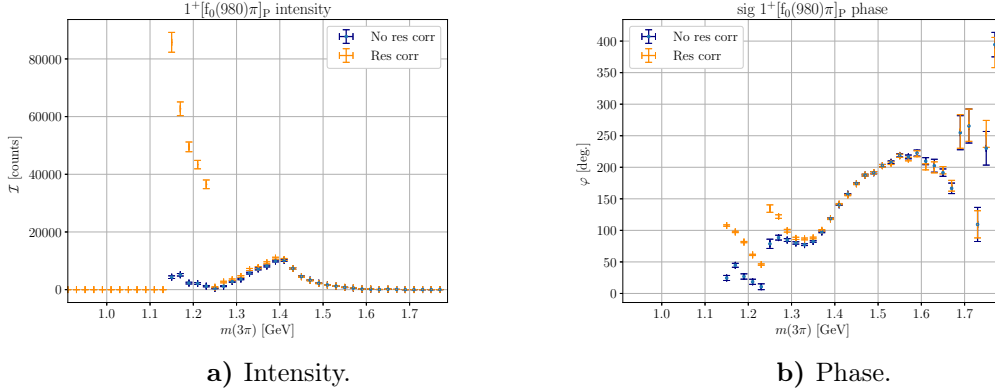 1⁺[f₀(980)π]_P intensity
No res corr
Res corr
80000
60000
40000
20000
0
ℐ [counts]
1.0 1.1 1.2 1.3 1.4 1.5 1.6 1.7
m(3π) [GeV]
a) Intensity.
sig 1⁺[f₀(980)π]_P phase
No res corr
Res corr
400
350
300
250
200
150
100
50
0
φ [deg.]
1.0 1.1 1.2 1.3 1.4 1.5 1.6 1.7
m(3π) [GeV]
b) Phase.